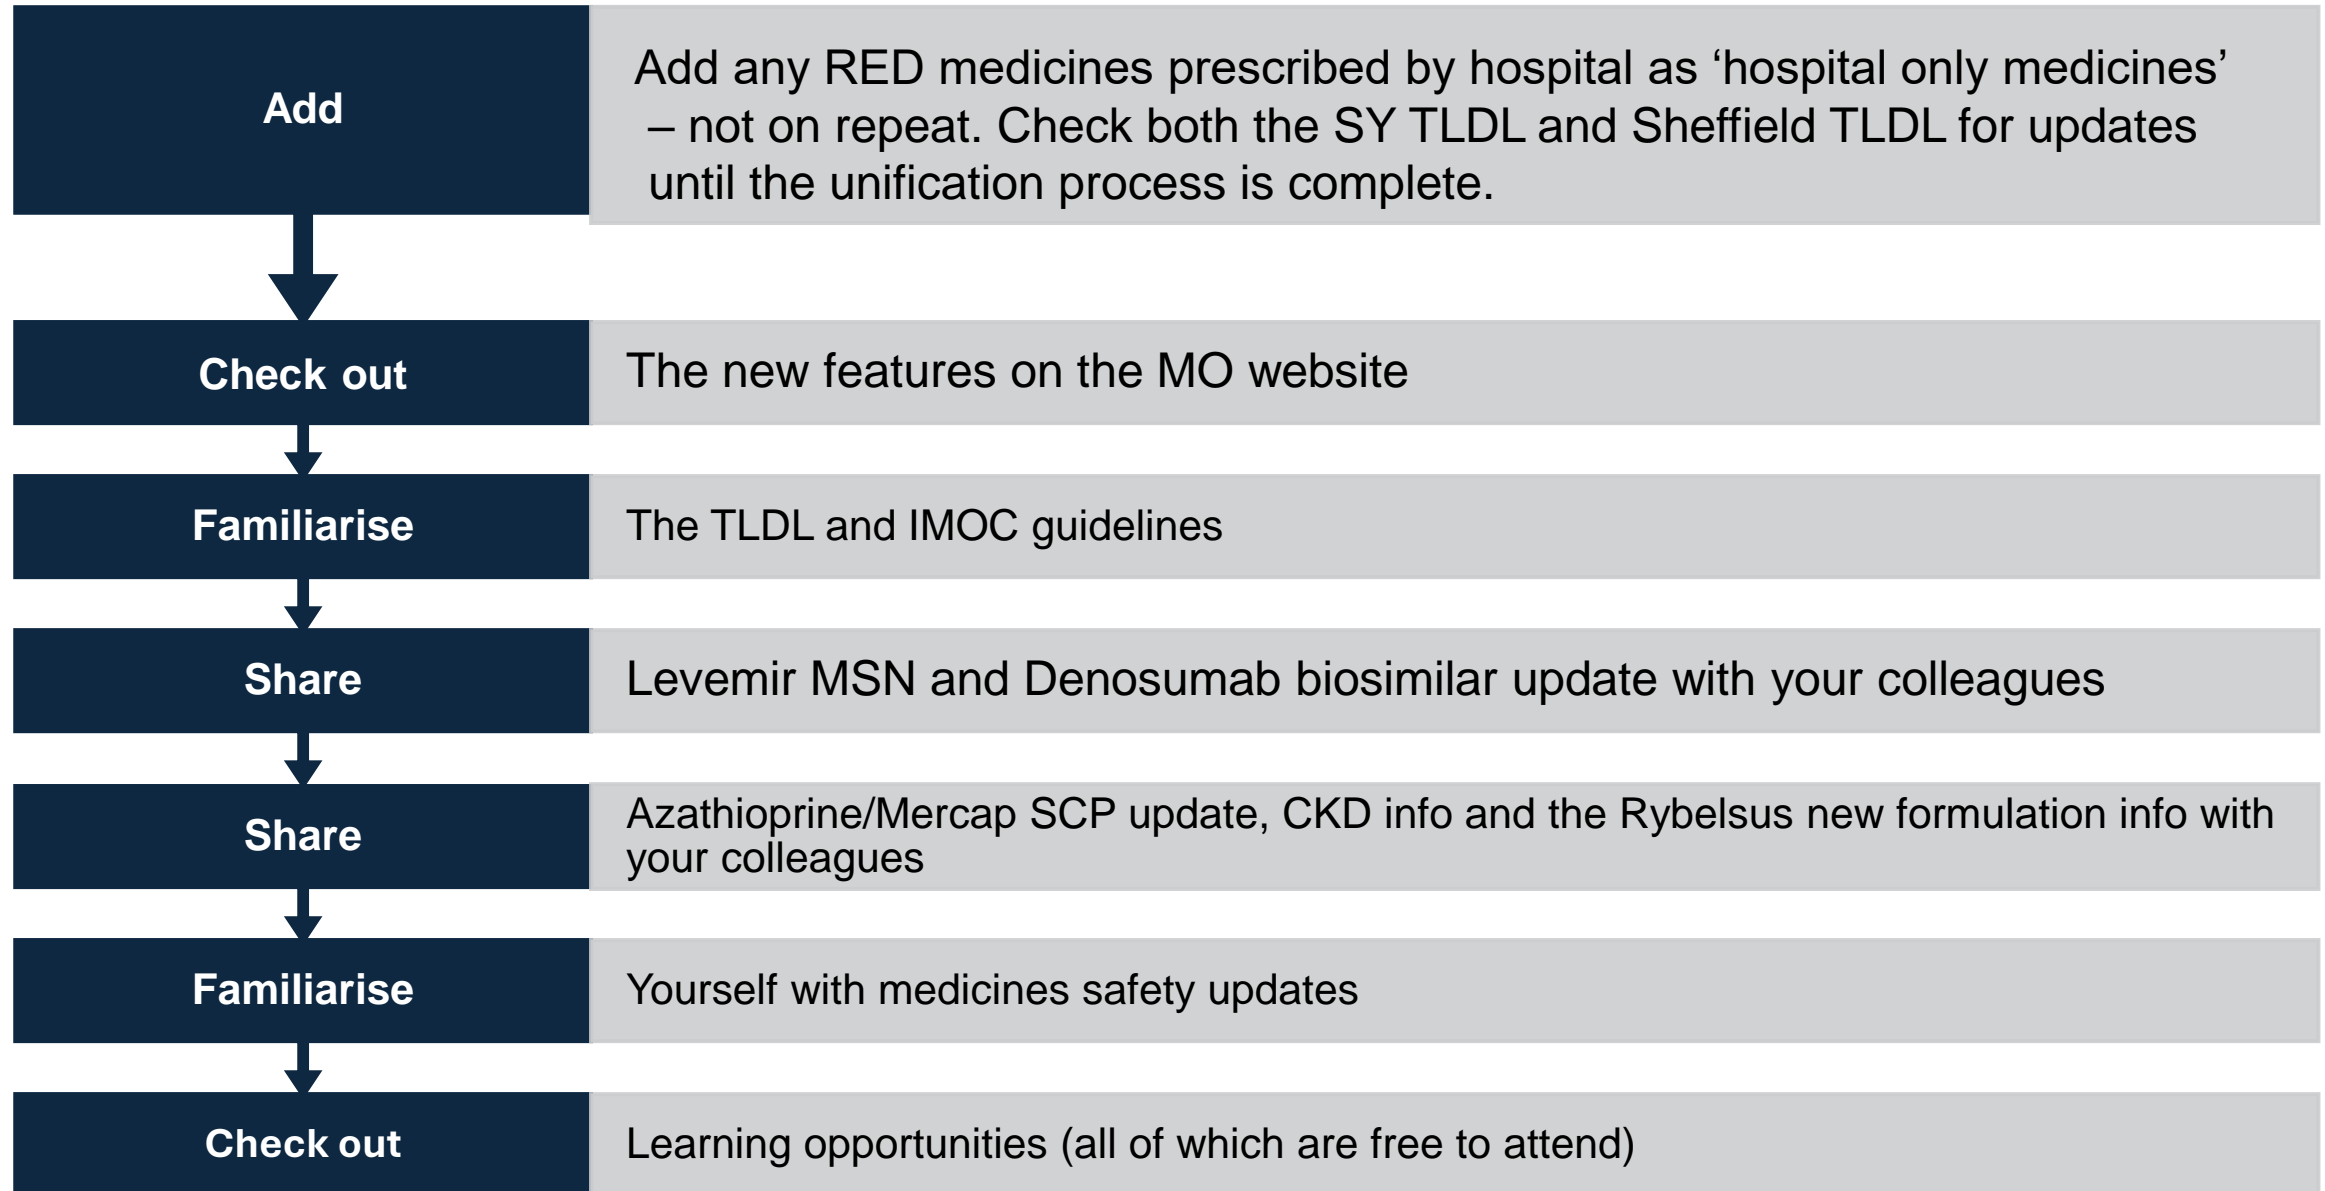 Add
Add any RED medicines prescribed by hospital as ‘hospital only medicines’
– not on repeat. Check both the SY TLDL and Sheffield TLDL for updates
until the unification process is complete.
Check out
The new features on the MO website
Familiarise
The TLDL and IMOC guidelines
Share
Levemir MSN and Denosumab biosimilar update with your colleagues
Share
Azathioprine/Mercap SCP update, CKD info and the Rybelsus new formulation info with
your colleagues
Familiarise
Yourself with medicines safety updates
Check out
Learning opportunities (all of which are free to attend)